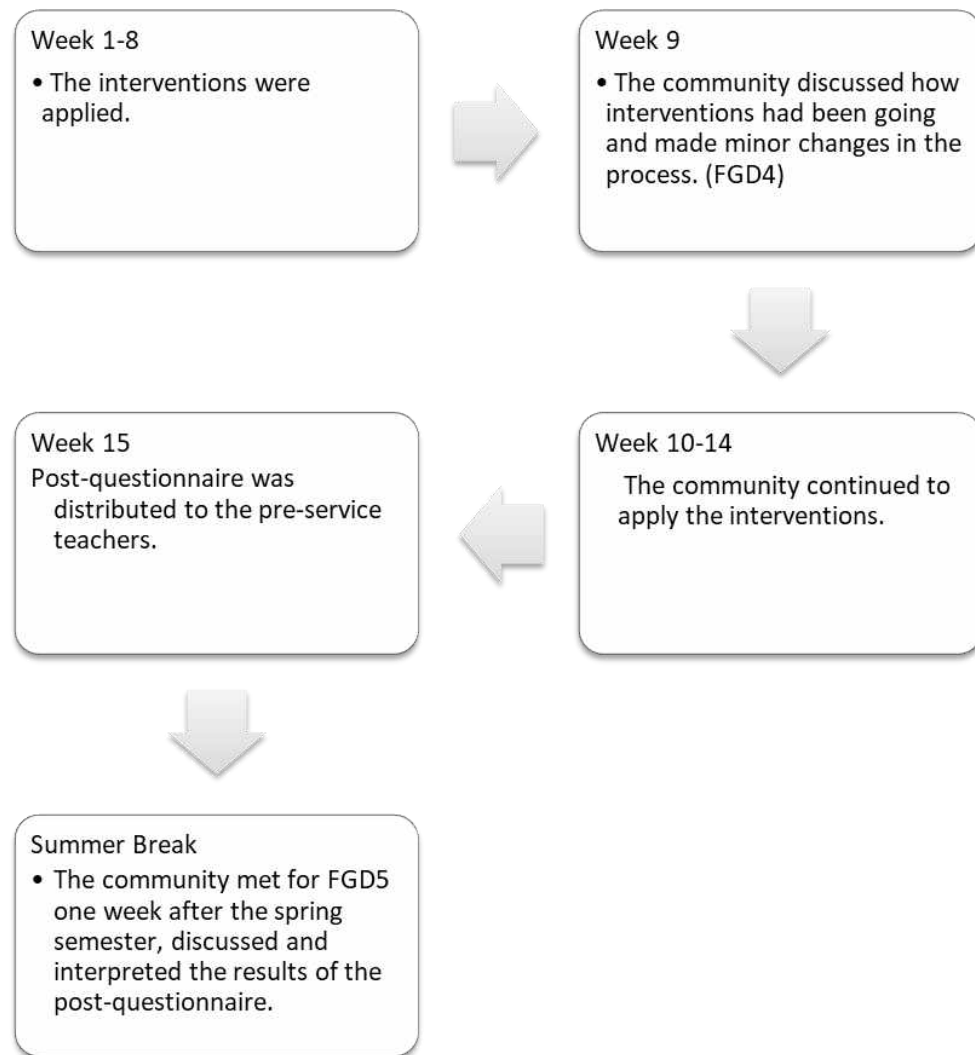 Week 1-8
• The interventions were
applied.
Week 9
• The community discussed how
interventions had been going
and made minor changes in the
process. (FGD4)
Week 10-14
The community continued to
apply the interventions.
Week 15
Post-questionnaire was
distributed to the pre-service
teachers.
Summer Break
• The community met for FGD5
one week after the spring
semester, discussed and
interpreted the results of the
post-questionnaire.